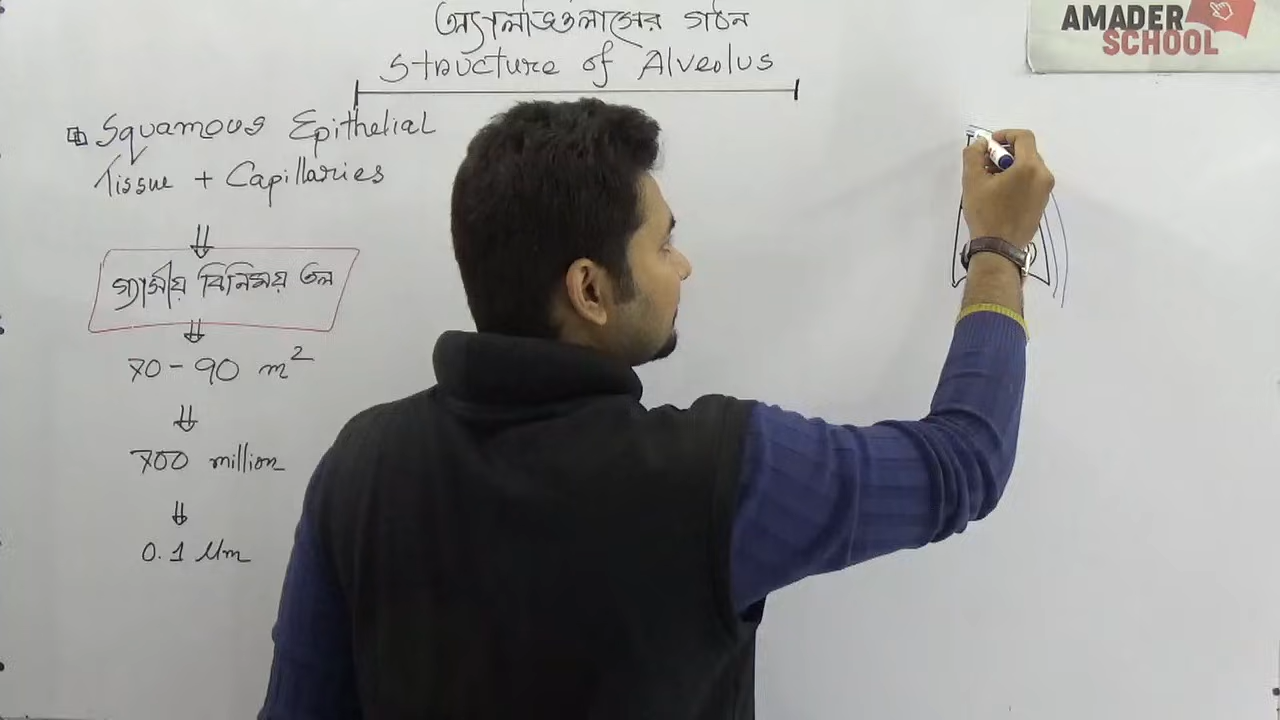 অ্যালভিওলাসের গঠন
Structure of Alveolus
AMADER
SCHOOL
Squamous Epithelial
Tissue + Capillaries
গ্যাসীয় বিনিময় তল
70-90 m²
700 million
0.1 Mm